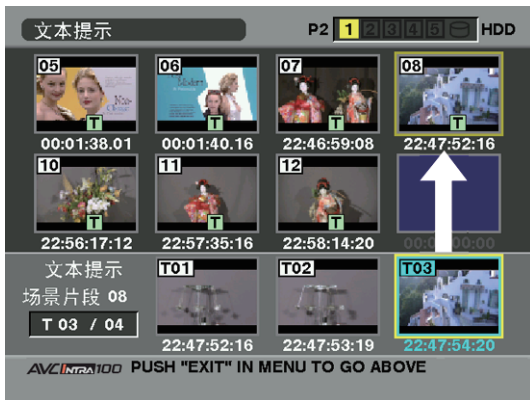 文本提示 P2 1 2 3 4 5 HDD
05 06 07 08
T T T T
00:01:38.01 00:01:40.16 22:46:59:08 22:47:52:16
10 11 12
T T T
22:56:17:12 22:57:35:16 22:58:14:20 00:00:00:00
文本提示 T01 T02 T03
场景片段 08
T 03 / 04
22:47:52:16 22:47:53:19 22:47:54:20
AVC INTRA 100 PUSH "EXIT" IN MENU TO GO ABOVE